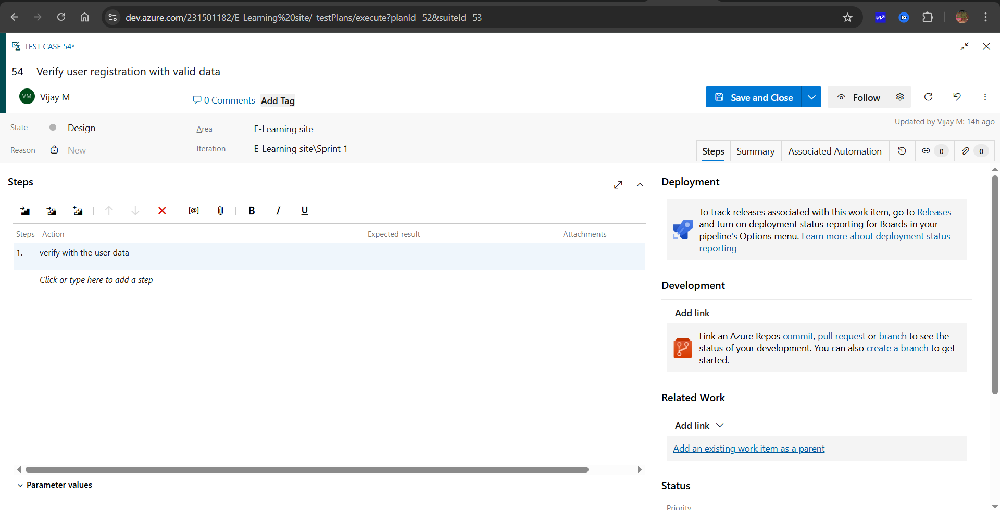 dev.azure.com/231501182/E-Learning%20site/_testPlans/execute?planId=52&suiteId=53
TEST CASE 54*
54 Verify user registration with valid data
VM Vijay M
0 Comments Add Tag
Save and Close
Follow
State Design
Area E-Learning site
Updated by Vijay M: 14h ago
Reason New
Iteration E-Learning site\Sprint 1
Steps Summary Associated Automation 0 0
Steps
[@] B I U
Steps Action Expected result Attachments
1. verify with the user data
Click or type here to add a step
Parameter values
Deployment
To track releases associated with this work item, go to Releases
and turn on deployment status reporting for Boards in your
pipeline's Options menu. Learn more about deployment status
reporting
Development
Add link
Link an Azure Repos commit, pull request or branch to see the
status of your development. You can also create a branch to get
started.
Related Work
Add link
Add an existing work item as a parent
Status
Priority